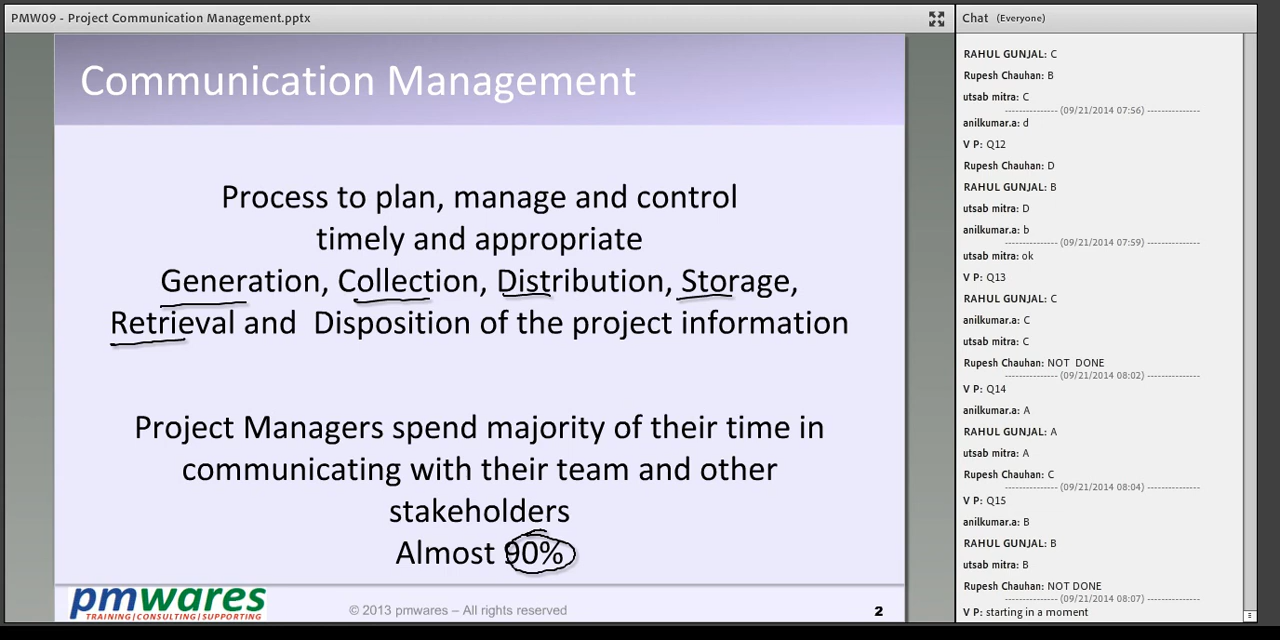 PMW09 - Project Communication Management.pptx
Communication Management
Process to plan, manage and control
timely and appropriate
Generation, Collection, Distribution, Storage,
Retrieval and Disposition of the project information
Project Managers spend majority of their time in
communicating with their team and other
stakeholders
Almost 90%
pmwares
TRAINING|CONSULTING|SUPPORTING
© 2013 pmwares – All rights reserved
2
Chat (Everyone)
RAHUL GUNJAL: C
Rupesh Chauhan: B
utsab mitra: C
--------------- (09/21/2014 07:56) ---------------
anilkumar.a: d
V P: Q12
Rupesh Chauhan: D
RAHUL GUNJAL: B
utsab mitra: D
anilkumar.a: b
--------------- (09/21/2014 07:59) ---------------
utsab mitra: ok
V P: Q13
RAHUL GUNJAL: C
anilkumar.a: C
utsab mitra: C
Rupesh Chauhan: NOT DONE
--------------- (09/21/2014 08:02) ---------------
V P: Q14
anilkumar.a: A
RAHUL GUNJAL: A
utsab mitra: A
Rupesh Chauhan: C
--------------- (09/21/2014 08:04) ---------------
V P: Q15
anilkumar.a: B
RAHUL GUNJAL: B
utsab mitra: B
Rupesh Chauhan: NOT DONE
--------------- (09/21/2014 08:07) ---------------
V P: starting in a moment